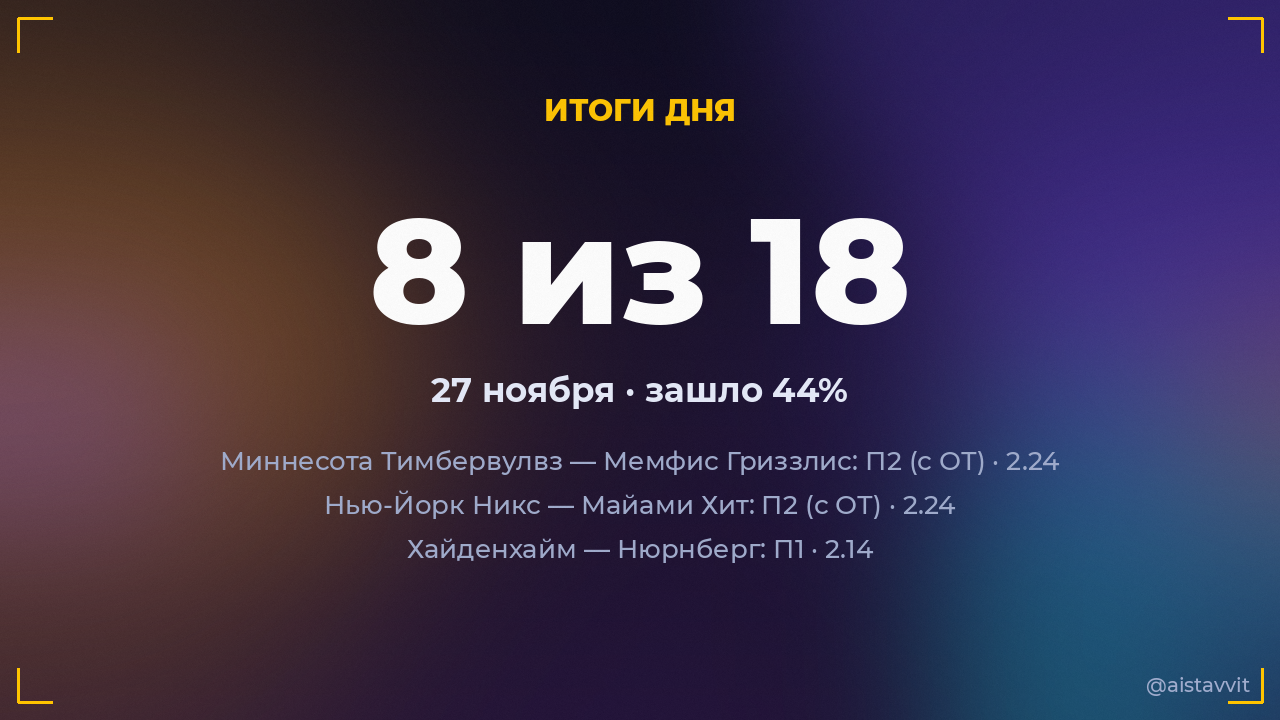 ИТОГИ ДНЯ
8 из 18
27 ноября · зашло 44%
Миннесота Тимбервулвз — Мемфис Гриззлис: П2 (с ОТ) · 2.24
Нью-Йорк Никс — Майами Хит: П2 (с ОТ) · 2.24
Хайденхайм — Нюрнберг: П1 · 2.14
@aistavvit